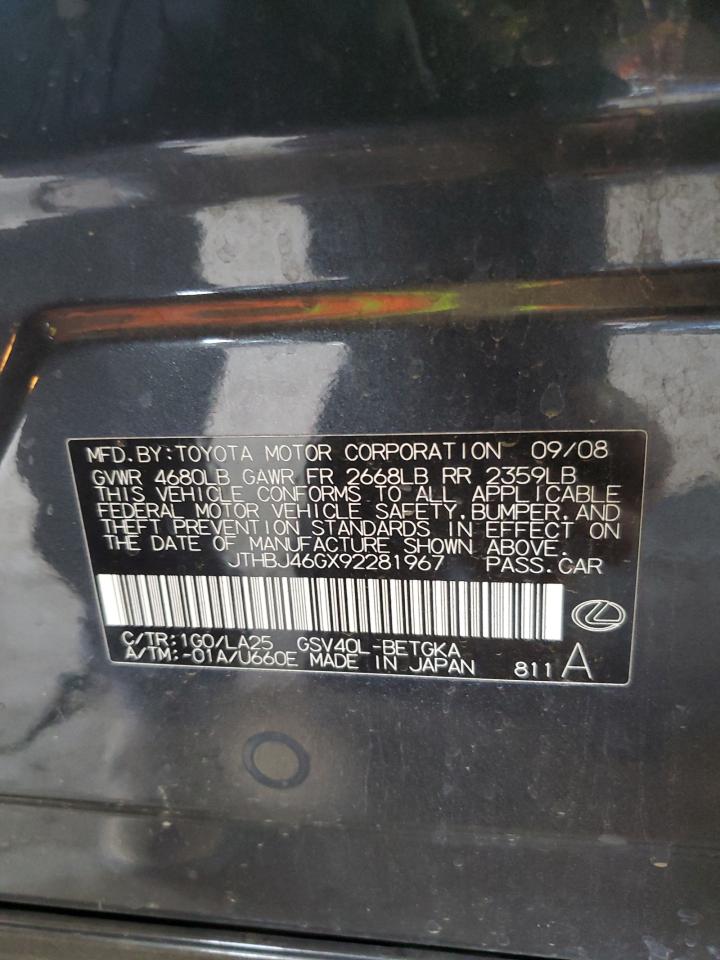 MFD.BY:TOYOTA MOTOR CORPORATION 09/08
GVWR 4680LB GAWR FR 2668LB RR 2359LB
THIS VEHICLE CONFORMS TO ALL APPLICABLE
FEDERAL MOTOR VEHICLE SAFETY,BUMPER,AND
THEFT PREVENTION STANDARDS IN EFFECT ON
THE DATE OF MANUFACTURE SHOWN ABOVE.
JTHBJ46GX92281967 PASS.CAR
C/TR:1G0/LA25 GSV40L-BETGKA
A/TM:-01A/U660E MADE IN JAPAN 811 A